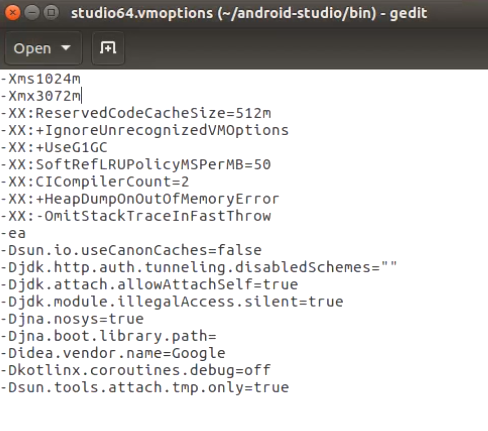 studio64.vmoptions (~/android-studio/bin) - gedit
Open
-Xms1024m
-Xmx3072m
-XX:ReservedCodeCacheSize=512m
-XX:+IgnoreUnrecognizedVMOptions
-XX:+UseG1GC
-XX:SoftRefLRUPolicyMSPerMB=50
-XX:CICompilerCount=2
-XX:+HeapDumpOnOutOfMemoryError
-XX:-OmitStackTraceInFastThrow
-ea
-Dsun.io.useCanonCaches=false
-Djdk.http.auth.tunneling.disabledSchemes=""
-Djdk.attach.allowAttachSelf=true
-Djdk.module.illegalAccess.silent=true
-Djna.nosys=true
-Djna.boot.library.path=
-Didea.vendor.name=Google
-Dkotlinx.coroutines.debug=off
-Dsun.tools.attach.tmp.only=true